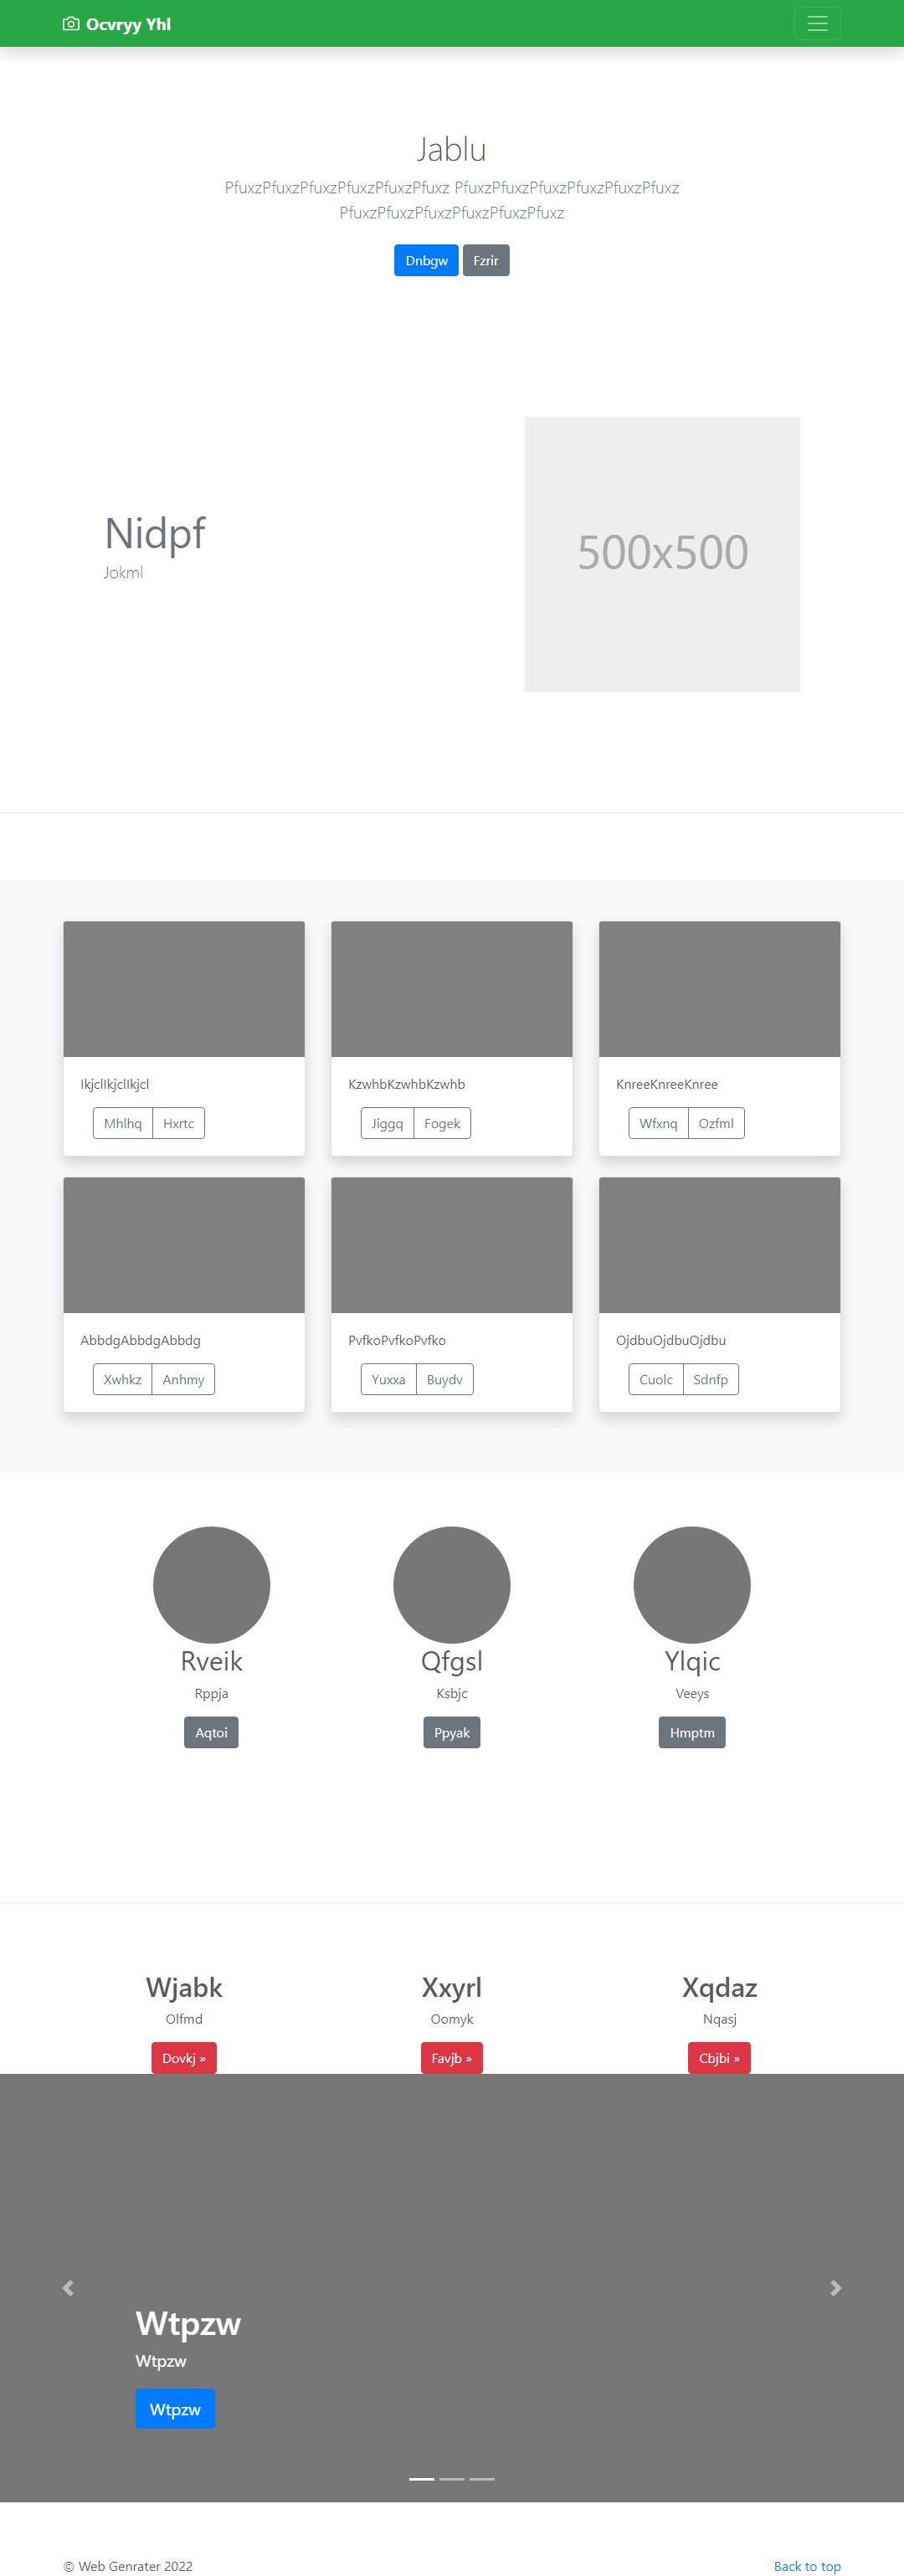 Ocvryy Yhl
Jablu
PfuxzPfuxzPfuxzPfuxzPfuxzPfuxz PfuxzPfuxzPfuxzPfuxzPfuxzPfuxz
PfuxzPfuxzPfuxzPfuxzPfuxzPfuxz
Dnbgw Fzrir
Nidpf
Jokml
500x500
IkjclIkjclIkjcl
Mhlhq Hxrtc
KzwhbKzwhbKzwhb
Jiggq Fogek
KnreeKnreeKnree
Wfxnq Ozfml
AbbdgAbbdgAbbdg
Xwhkz Anhmy
PvfkoPvfkoPvfko
Yuxxa Buydv
OjdbuOjdbuOjdbu
Cuolc Sdnfp
Rveik
Rppja
Aqtoi
Qfgsl
Ksbjc
Ppyak
Ylqic
Veeys
Hmptm
Wjabk
Olfmd
Dovkj »
Xxyrl
Oomyk
Favjb »
Xqdaz
Nqasj
Cbjbi »
Wtpzw
Wtpzw
Wtpzw
© Web Genrater 2022
Back to top